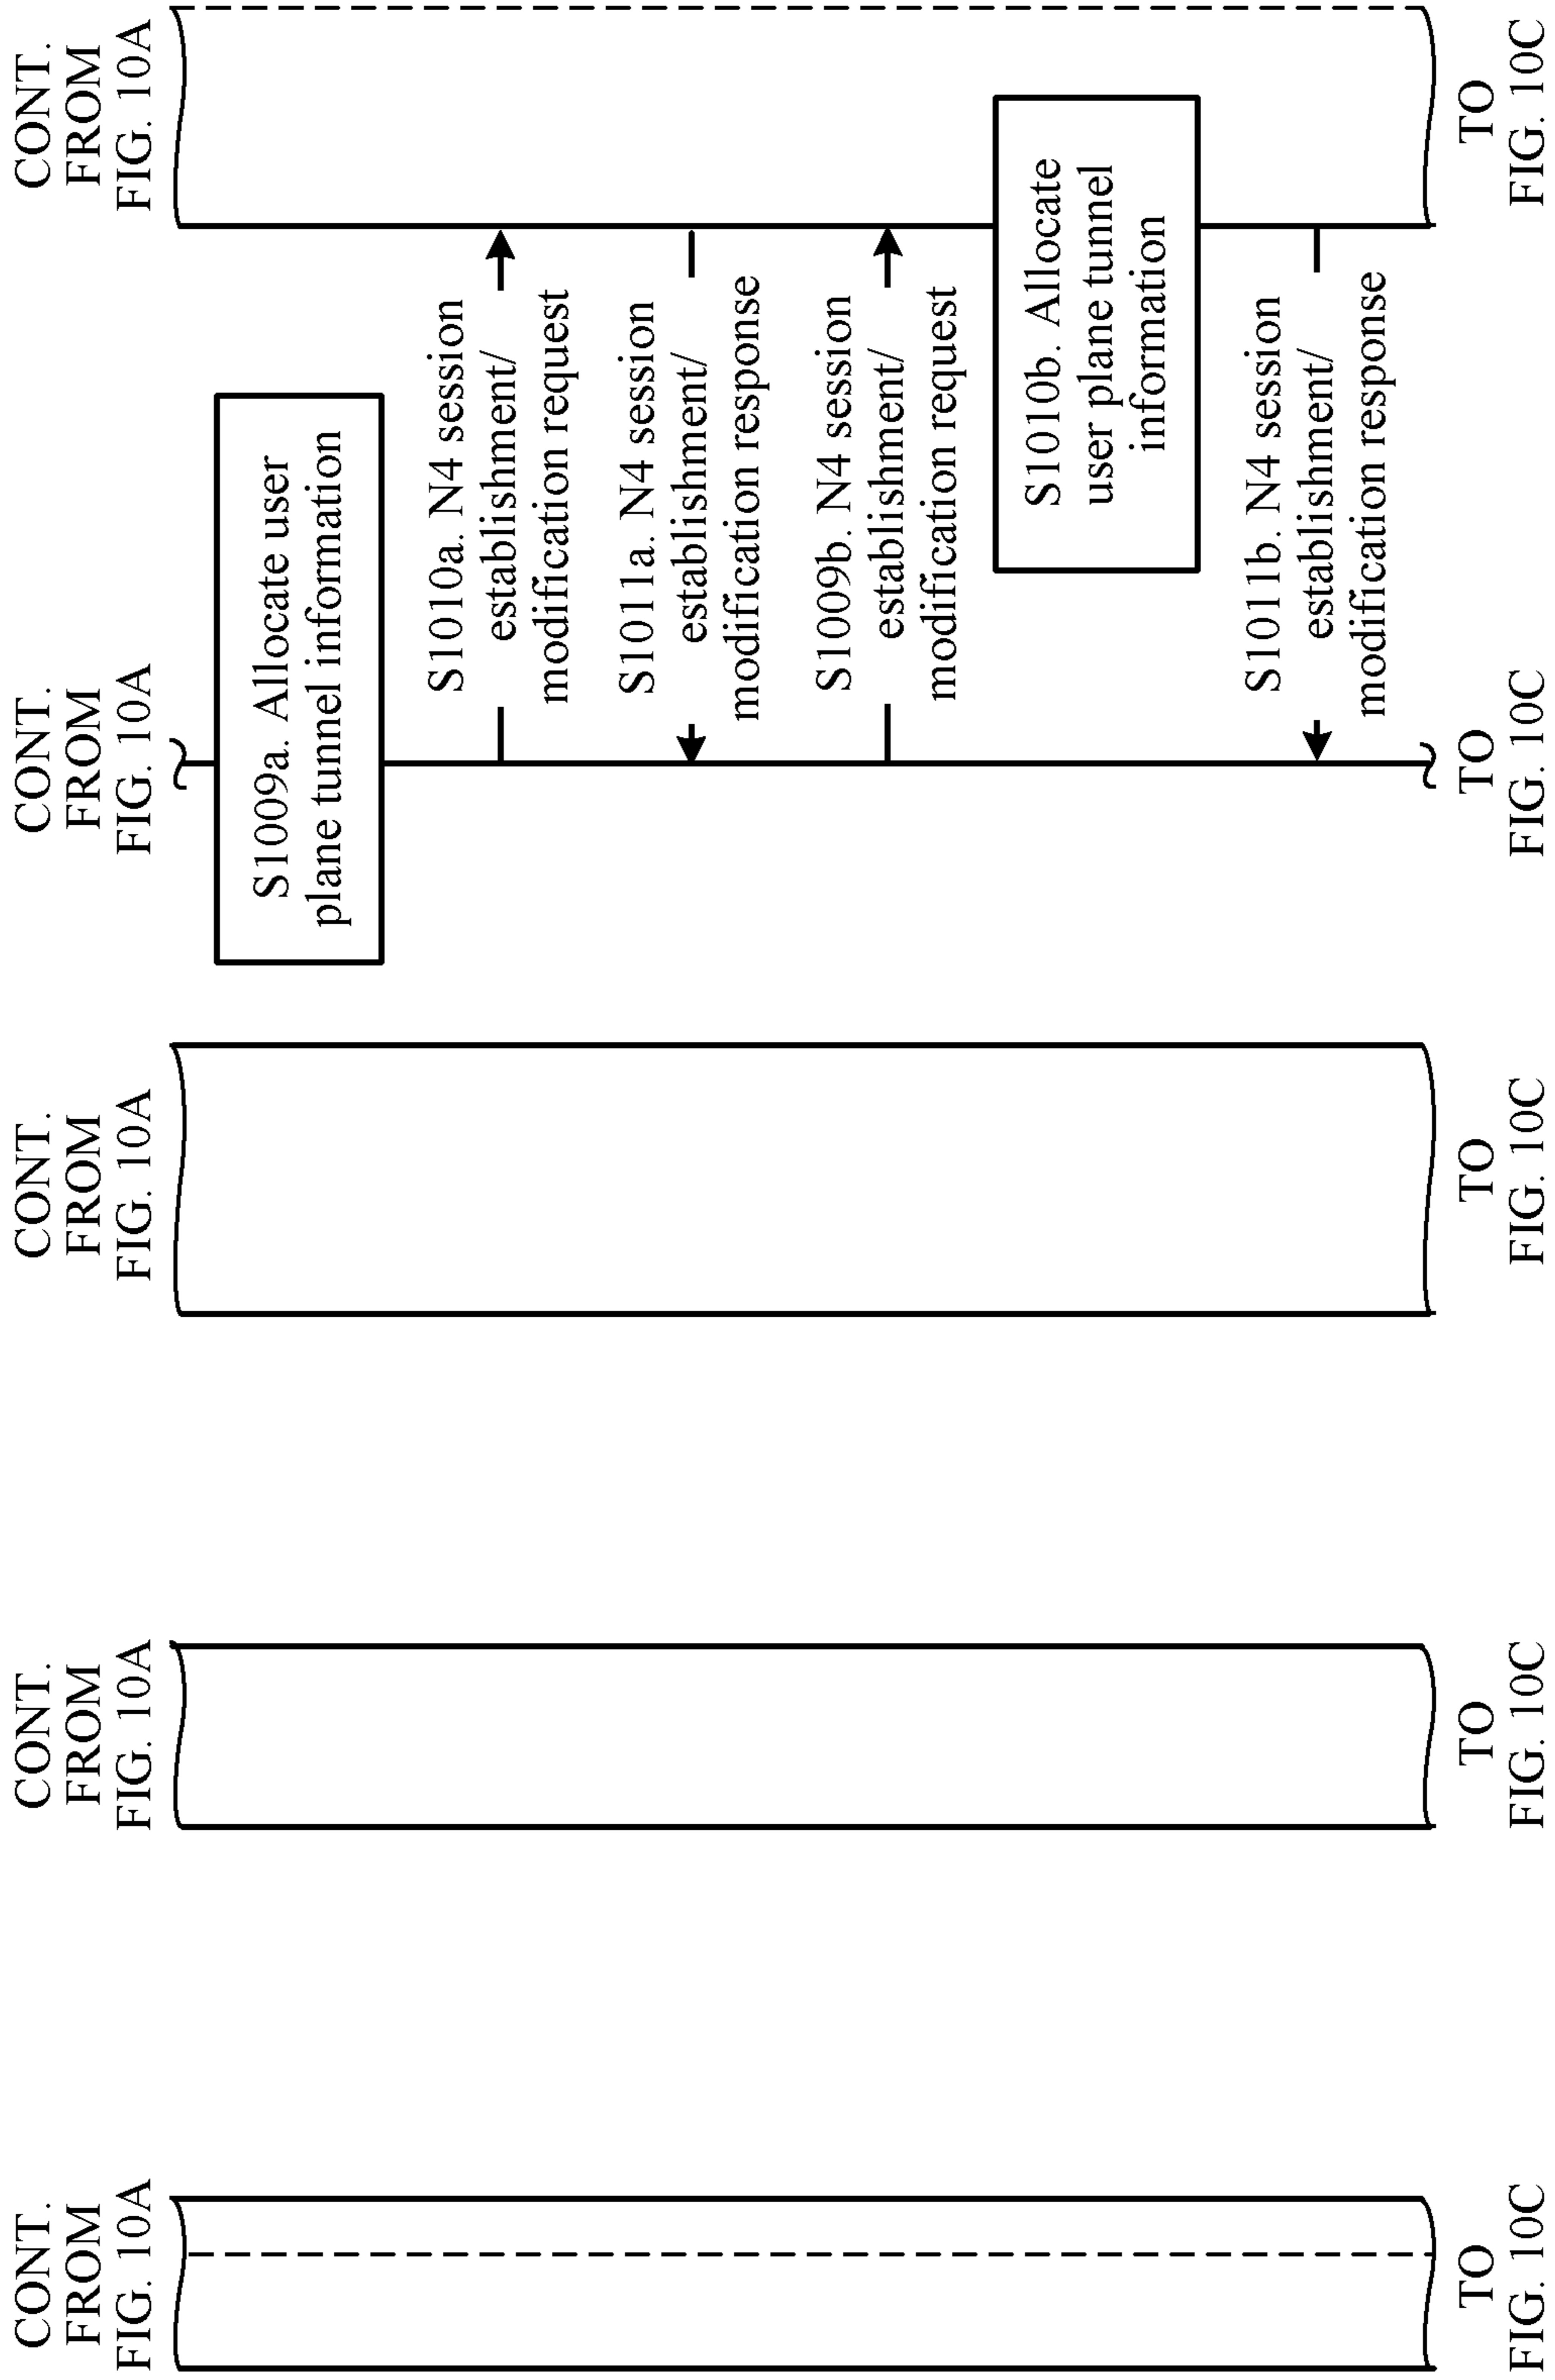 CONT.
FROM
FIG. 10A
CONT.
FROM
FIG. 10A
CONT.
FROM
FIG. 10A
CONT.
FROM
FIG. 10A
CONT.
FROM
FIG. 10A
S1009a. Allocate user
plane tunnel information
S1010a. N4 session
establishment/
modification request
S1011a. N4 session
establishment/
modification response
S1009b. N4 session
establishment/
modification request
S1010b. Allocate
user plane tunnel
information
S1011b. N4 session
establishment/
modification response
TO
FIG. 10C
TO
FIG. 10C
TO
FIG. 10C
TO
FIG. 10C
TO
FIG. 10C